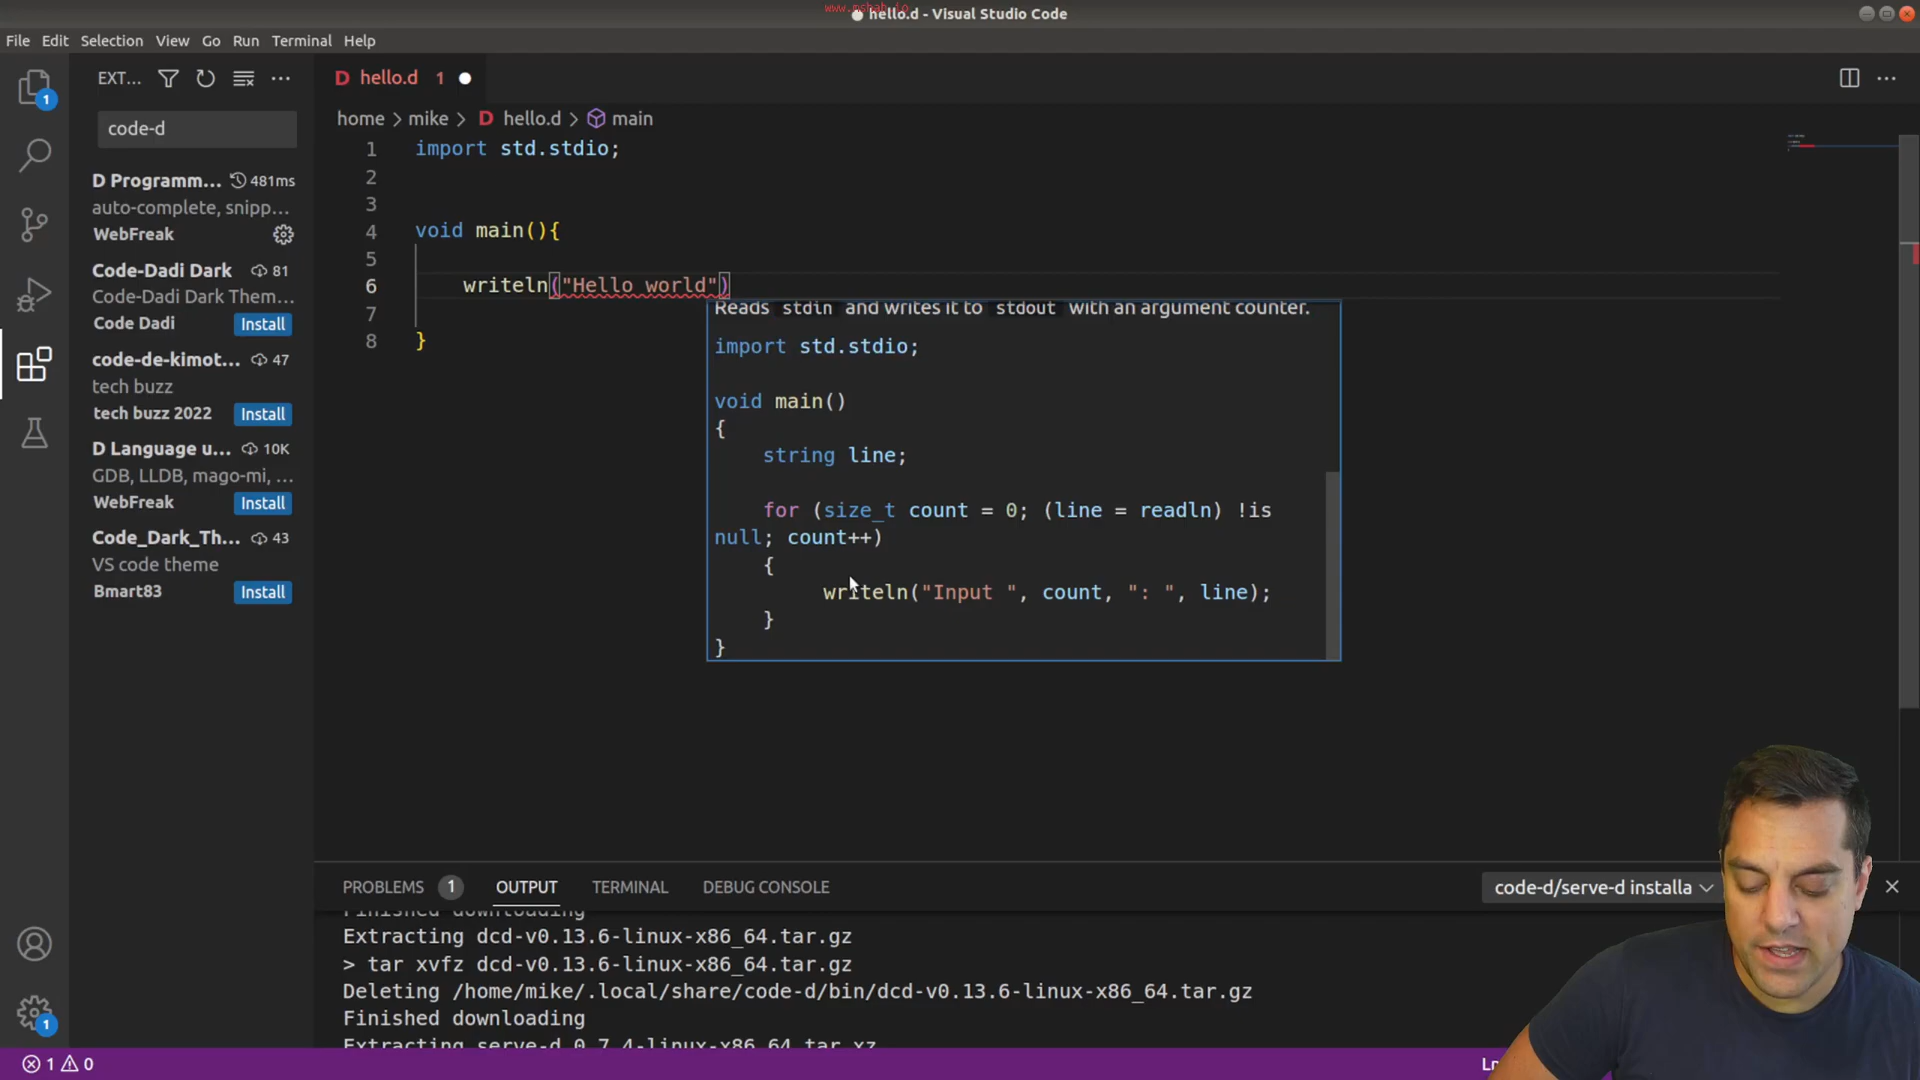 www.mshah.io
hello.d - Visual Studio Code
File Edit Selection View Go Run Terminal Help
EXT...
hello.d 1
code-d
home > mike > hello.d > main
1 import std.stdio;
2
3
4 void main(){
5
6 writeln("Hello world")
7
8 }
D Programm... 481ms
auto-complete, snipp...
WebFreak
Code-Dadi Dark 81
Code-Dadi Dark Them...
Code Dadi Install
code-de-kimot... 47
tech buzz
tech buzz 2022 Install
D Language u... 10K
GDB, LLDB, mago-mi, ...
WebFreak Install
Code_Dark_Th... 43
VS code theme
Bmart83 Install
Reads stdin and writes it to stdout with an argument counter.
import std.stdio;
void main()
{
string line;
for (size_t count = 0; (line = readln) !is
null; count++)
{
writeln("Input ", count, ": ", line);
}
}
PROBLEMS 1 OUTPUT TERMINAL DEBUG CONSOLE
code-d/serve-d installa
Finished downloading
Extracting dcd-v0.13.6-linux-x86_64.tar.gz
> tar xvfz dcd-v0.13.6-linux-x86_64.tar.gz
Deleting /home/mike/.local/share/code-d/bin/dcd-v0.13.6-linux-x86_64.tar.gz
Finished downloading
Extracting serve-d_0.7.4-linux-x86_64.tar.xz
1 0
1
1